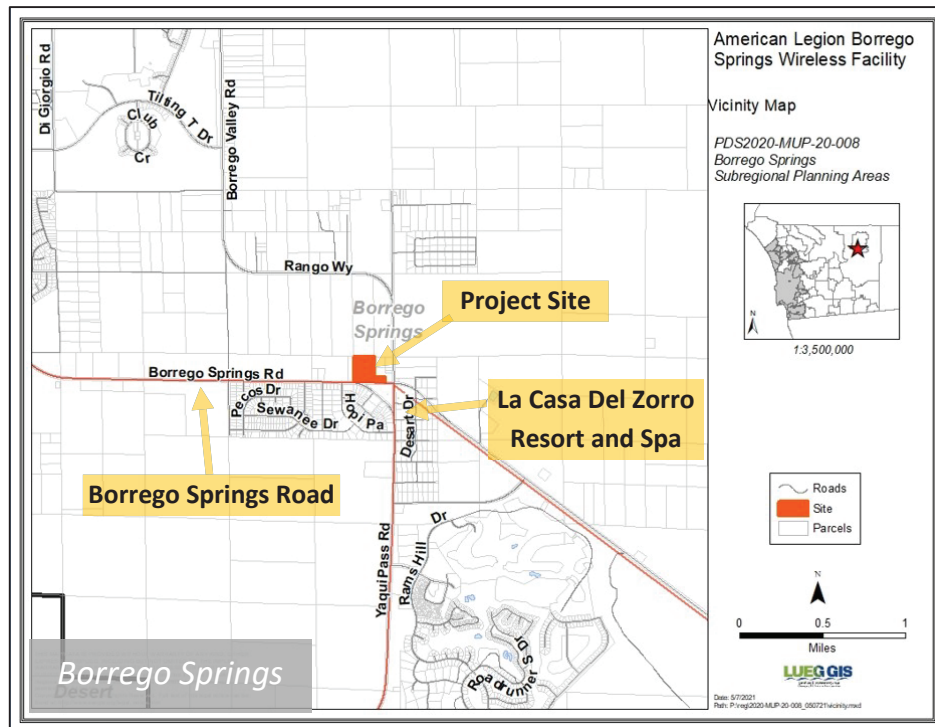 American Legion Borrego
Springs Wireless Facility
Vicinity Map
PDS2020-MUP-20-008
Borrego Springs
Subregional Planning Areas
N
1:3,500,000
Di Giorgio Rd
Tilting T Dr
Club
Cr
Borrego Valley Rd
Rango Wy
Borrego
Springs
Project Site
Borrego Springs Rd
Pecos Dr
Sewanee Dr
Hopi Pa
Desart Dr
La Casa Del Zorro
Resort and Spa
Borrego Springs Road
Yaqui Pass Rd
Rams Hill Dr
Roadrunner S Dr
Borrego Springs
Desert
Roads
Site
Parcels
N
0 0.5 1
Miles
LUEG GIS
Date: 5/7/2021